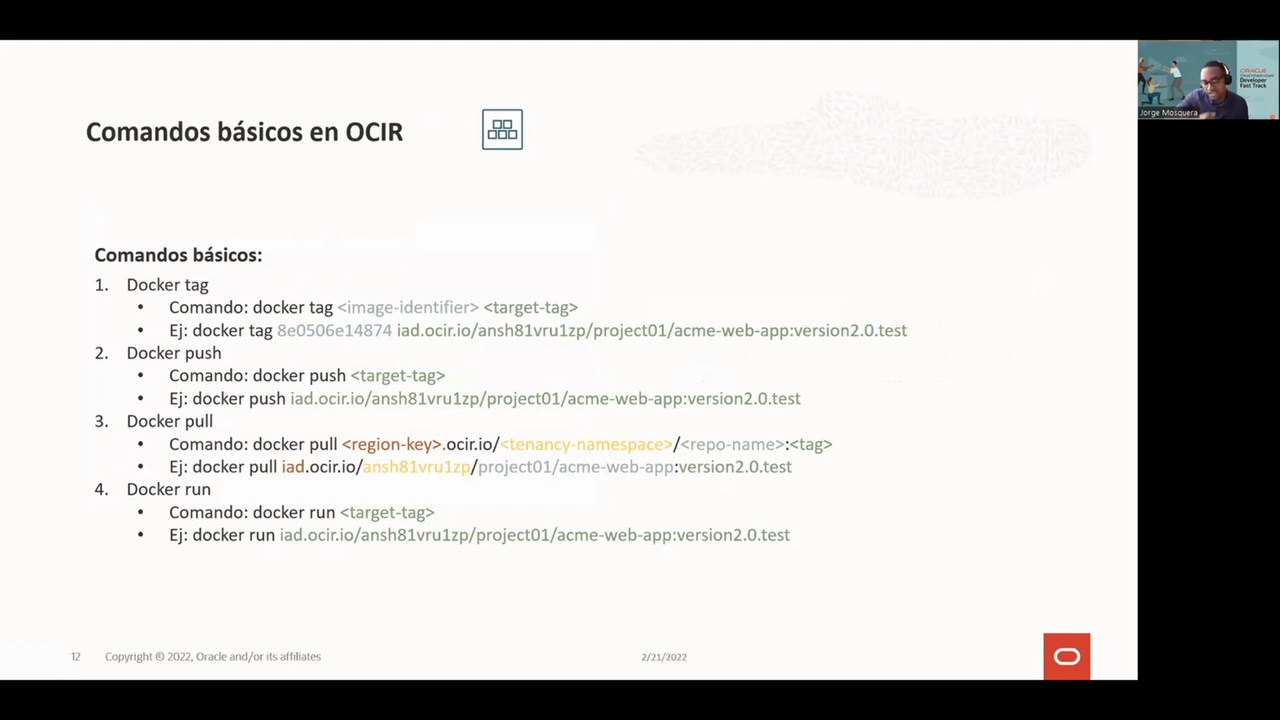 Comandos básicos en OCIR
Comandos básicos:
1. Docker tag
• Comando: docker tag <image-identifier> <target-tag>
• Ej: docker tag 8e0506e14874 iad.ocir.io/ansh81vru1zp/project01/acme-web-app:version2.0.test
2. Docker push
• Comando: docker push <target-tag>
• Ej: docker push iad.ocir.io/ansh81vru1zp/project01/acme-web-app:version2.0.test
3. Docker pull
• Comando: docker pull <region-key>.ocir.io/<tenancy-namespace>/<repo-name>:<tag>
• Ej: docker pull iad.ocir.io/ansh81vru1zp/project01/acme-web-app:version2.0.test
4. Docker run
• Comando: docker run <target-tag>
• Ej: docker run iad.ocir.io/ansh81vru1zp/project01/acme-web-app:version2.0.test
12 Copyright © 2022, Oracle and/or its affiliates 2/21/2022
ORACLE
Cloud Infrastructure
Developer
Fast Track
Jorge Mosquera